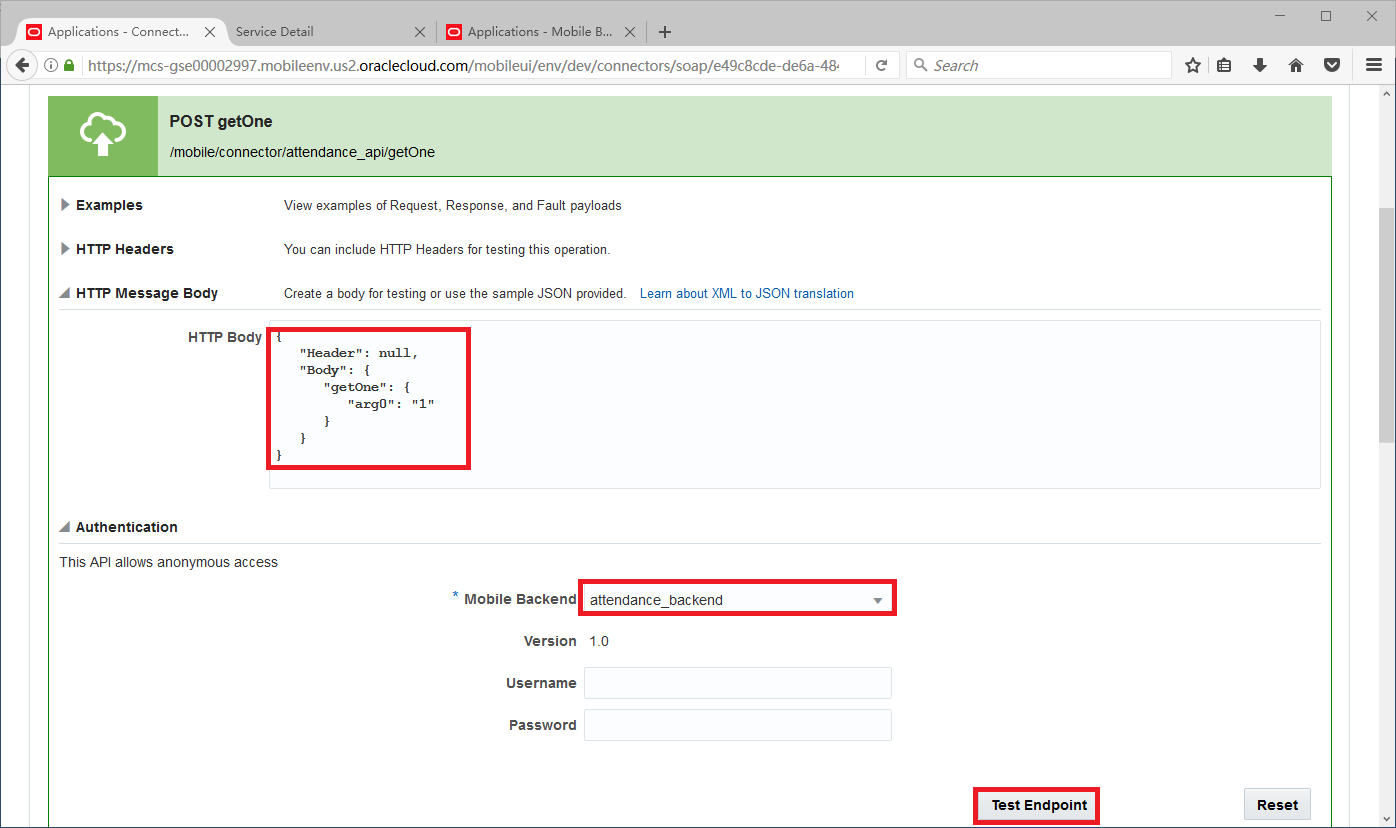 Applications - Connect...
Service Detail
Applications - Mobile B...
https://mcs-gse00002997.mobileenv.us2.oraclecloud.com/mobileui/env/dev/connectors/soap/e49c8cde-de6a-484
Search
POST getOne
/mobile/connector/attendance_api/getOne
Examples View examples of Request, Response, and Fault payloads
HTTP Headers You can include HTTP Headers for testing this operation.
HTTP Message Body Create a body for testing or use the sample JSON provided. Learn about XML to JSON translation
HTTP Body {
"Header": null,
"Body": {
"getOne": {
"arg0": "1"
}
}
}
Authentication
This API allows anonymous access
* Mobile Backend attendance_backend
Version 1.0
Username
Password
Test Endpoint Reset